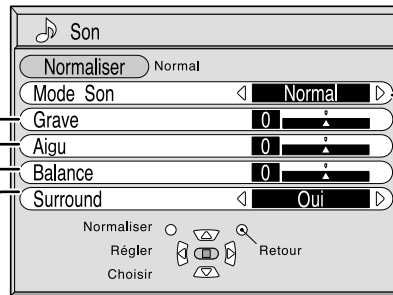 Son
Normaliser Normal
Mode Son Normal
Grave 0
Aigu 0
Balance 0
Surround Oui
Normaliser
Régler Retour
Choisir